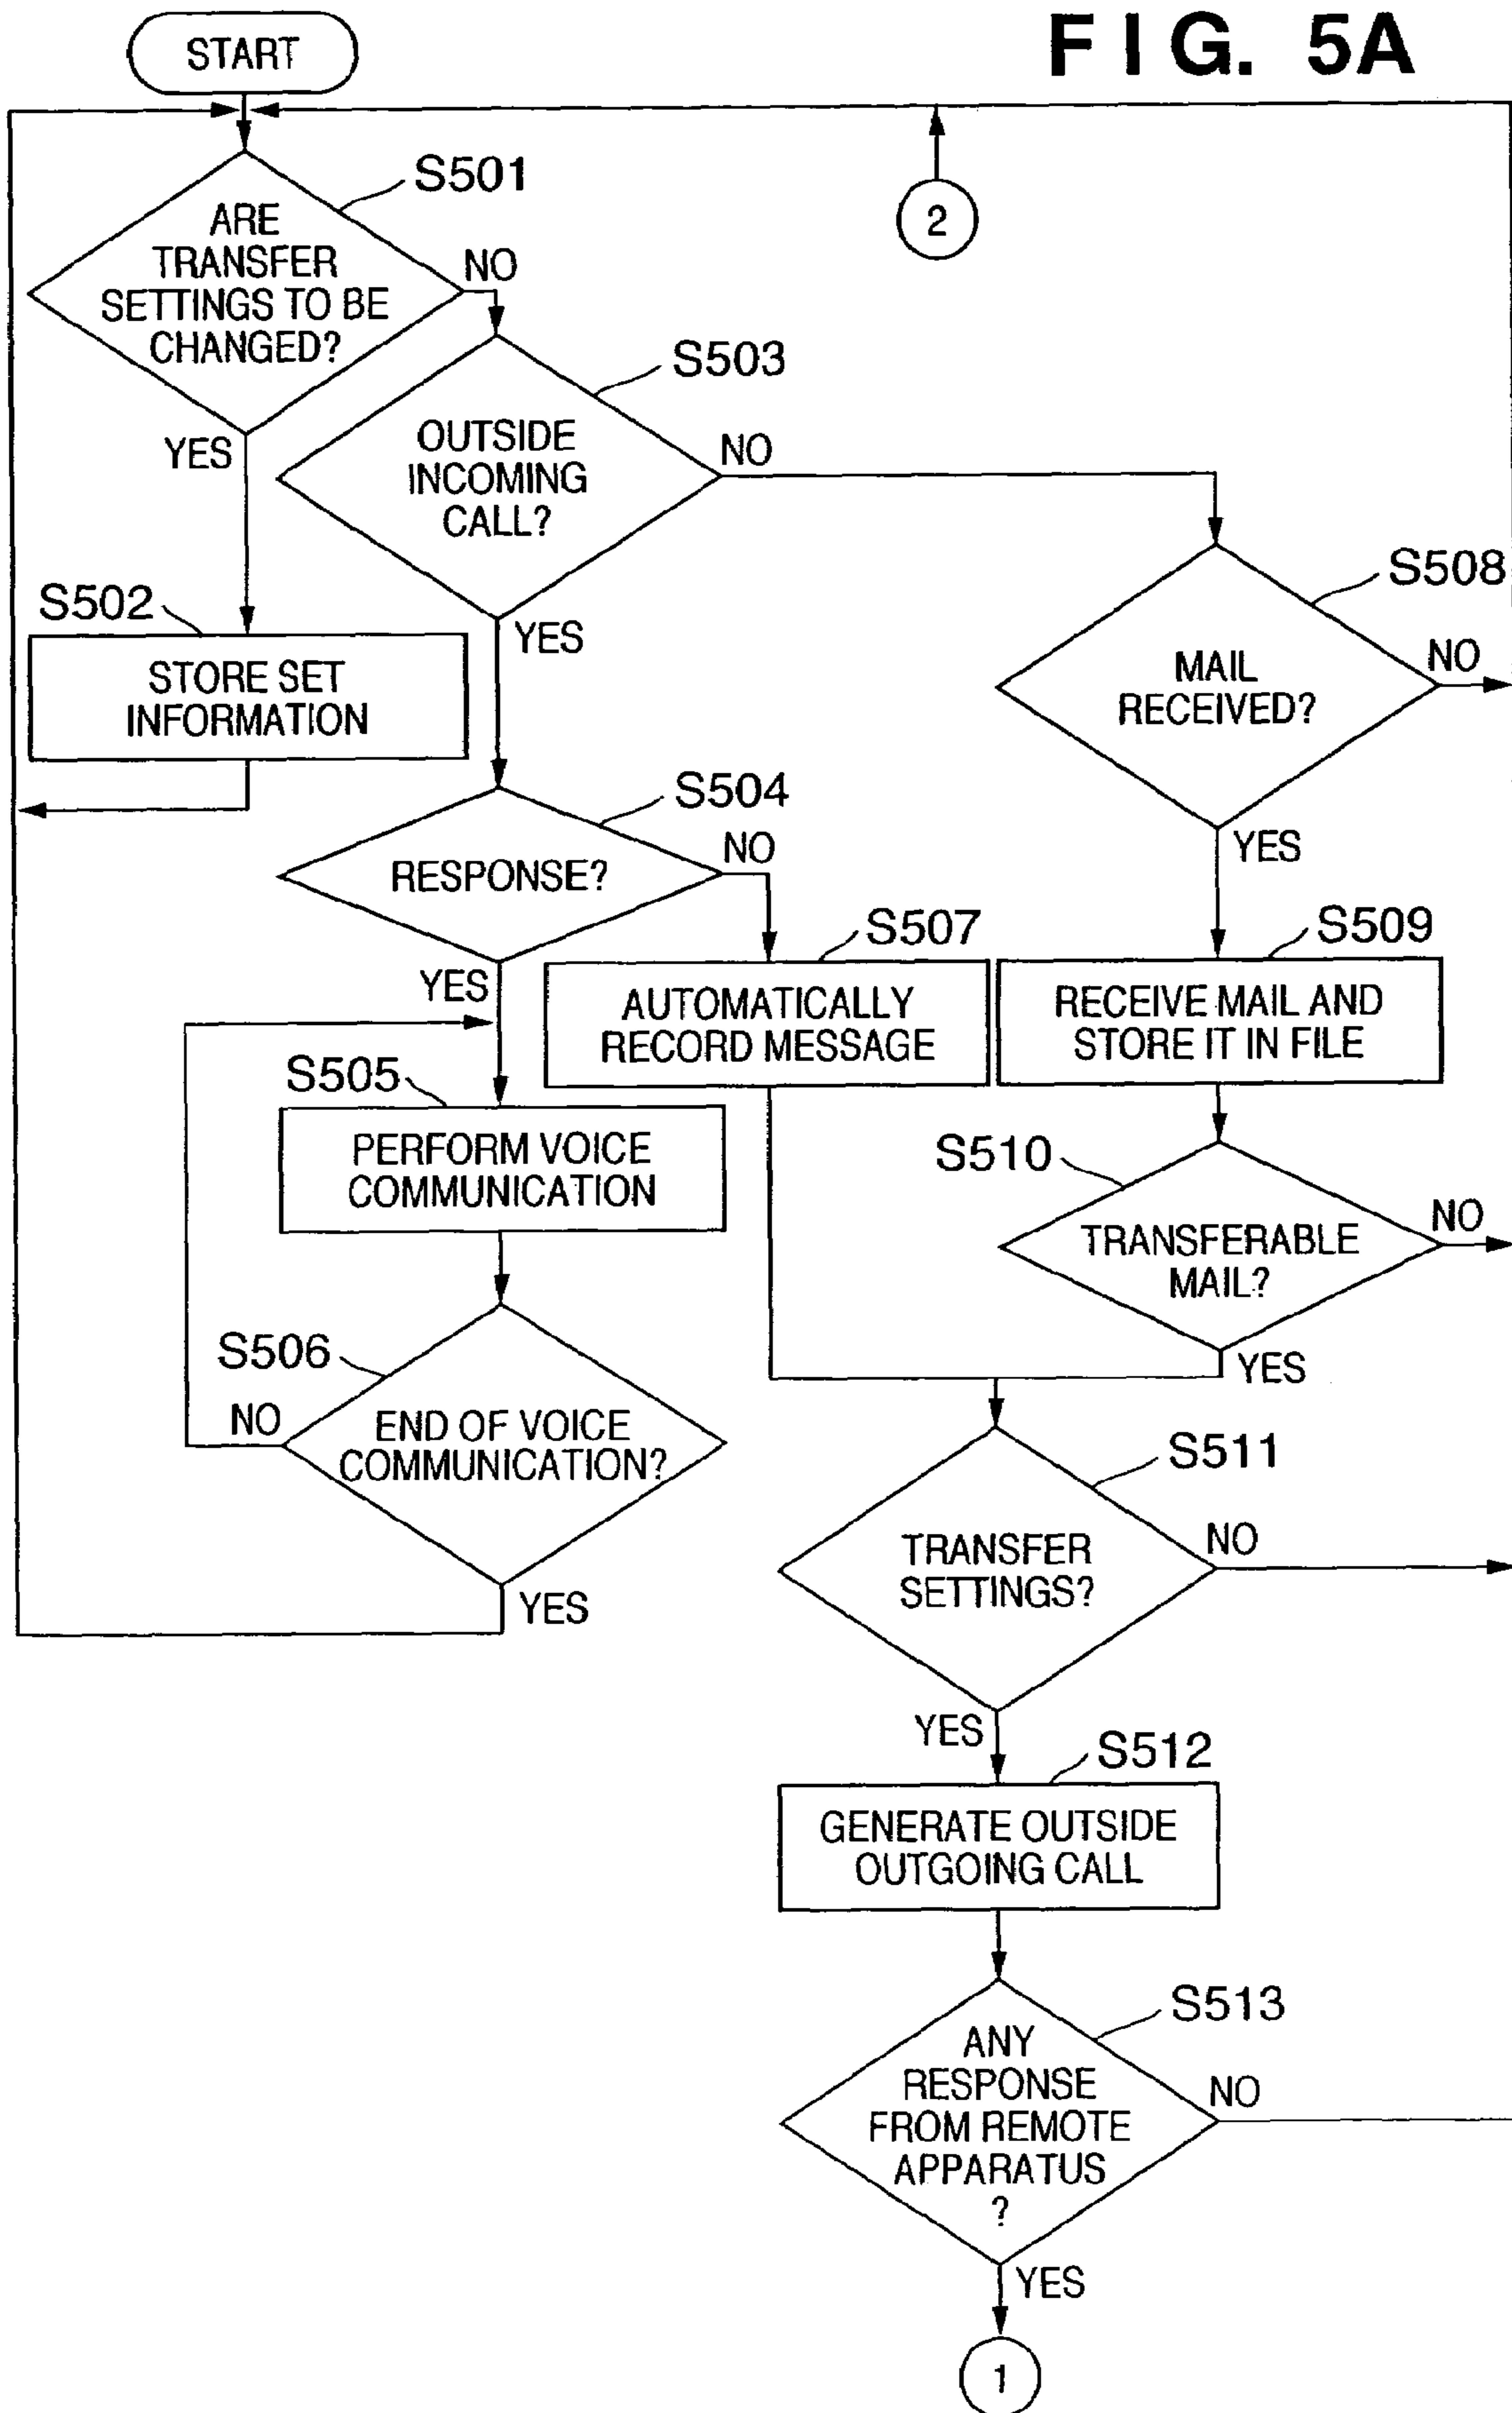 FIG. 5A
START
S501
ARE
TRANSFER
SETTINGS TO BE
CHANGED?
NO
YES
2
S503
OUTSIDE
INCOMING
CALL?
NO
YES
S502
STORE SET
INFORMATION
S508
MAIL
RECEIVED?
NO
YES
S504
RESPONSE?
NO
YES
S507
AUTOMATICALLY
RECORD MESSAGE
S509
RECEIVE MAIL AND
STORE IT IN FILE
S505
PERFORM VOICE
COMMUNICATION
S510
TRANSFERABLE
MAIL?
NO
YES
S506
END OF VOICE
COMMUNICATION?
NO
YES
S511
TRANSFER
SETTINGS?
NO
YES
S512
GENERATE OUTSIDE
OUTGOING CALL
S513
ANY
RESPONSE
FROM REMOTE
APPARATUS
?
NO
YES
1